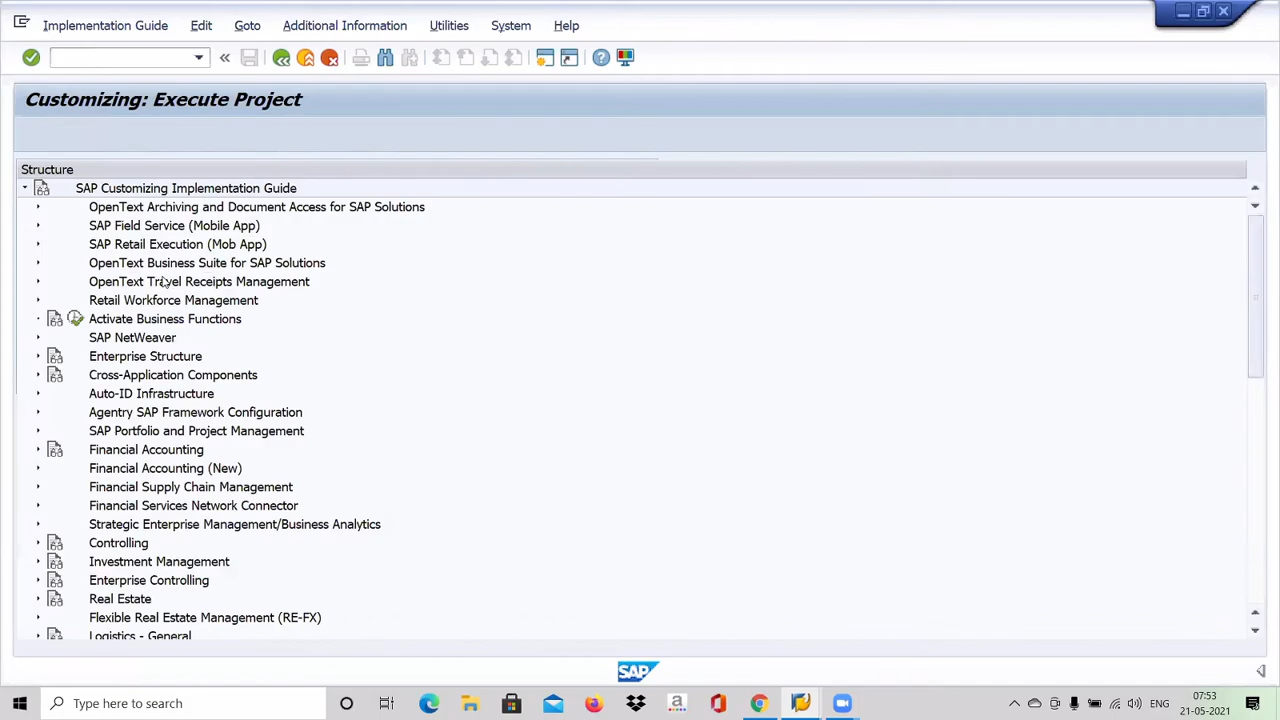 Implementation Guide Edit Goto Additional Information Utilities System Help
Customizing: Execute Project
Structure
SAP Customizing Implementation Guide
OpenText Archiving and Document Access for SAP Solutions
SAP Field Service (Mobile App)
SAP Retail Execution (Mob App)
OpenText Business Suite for SAP Solutions
OpenText Travel Receipts Management
Retail Workforce Management
Activate Business Functions
SAP NetWeaver
Enterprise Structure
Cross-Application Components
Auto-ID Infrastructure
Agentry SAP Framework Configuration
SAP Portfolio and Project Management
Financial Accounting
Financial Accounting (New)
Financial Supply Chain Management
Financial Services Network Connector
Strategic Enterprise Management/Business Analytics
Controlling
Investment Management
Enterprise Controlling
Real Estate
Flexible Real Estate Management (RE-FX)
Logistics - General
SAP
Type here to search
ENG
07:53
21-05-2021